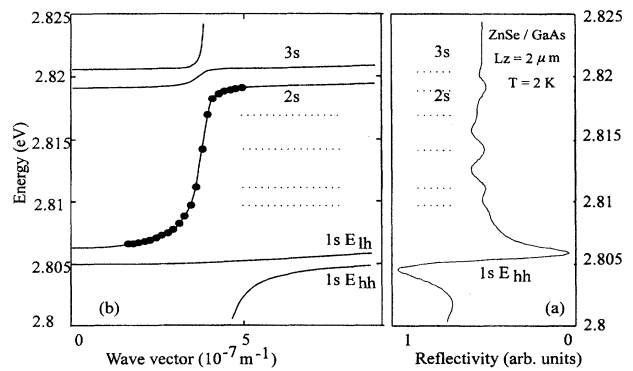 2.825
2.82
2.815
2.81
2.805
2.8
Energy (eV)
3s
2s
1s E lh
1s E hh
(b)
0
5
Wave vector (10^-7 m^-1)
ZnSe / GaAs
Lz = 2 μm
T = 2 K
3s
2s
1s E hh
(a)
2.825
2.82
2.815
2.81
2.805
2.8
1
0
Reflectivity (arb. units)